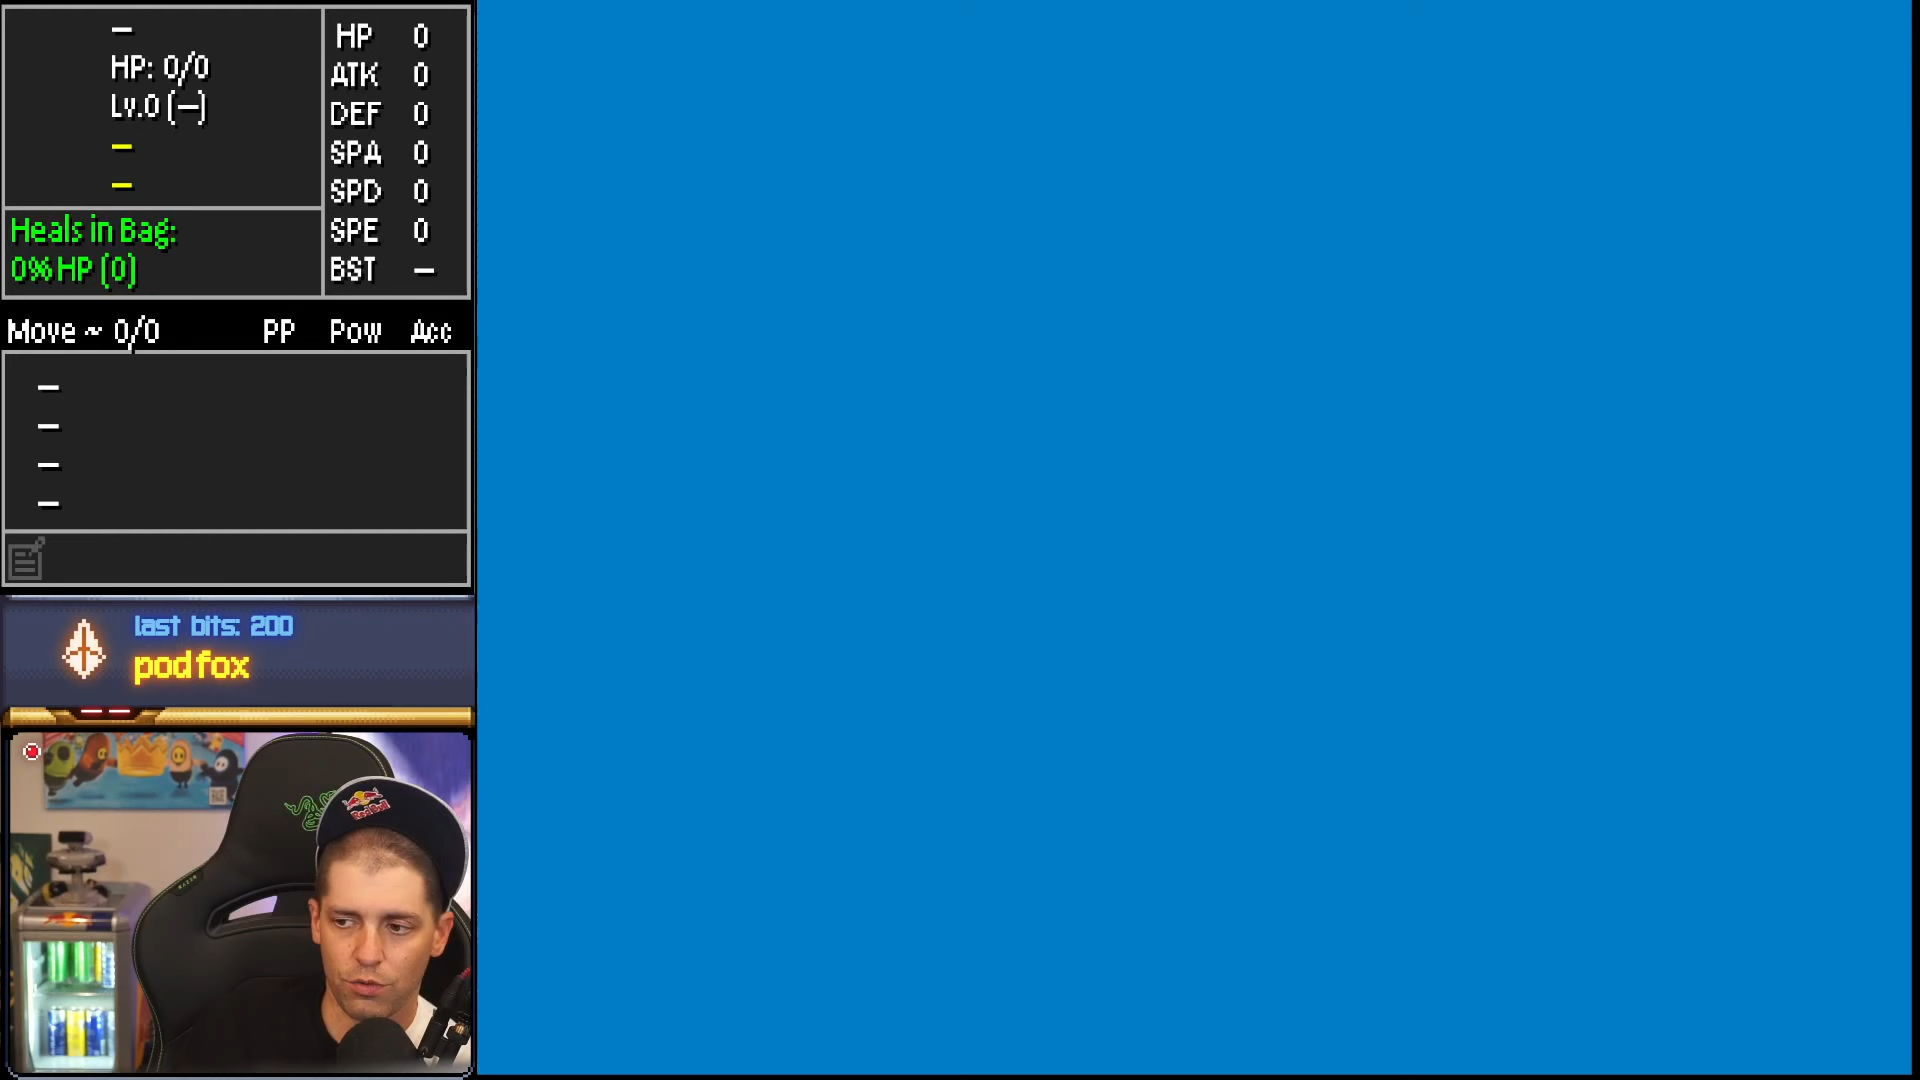 —
HP: 0/0
Lv.0 (—)
—
—
Heals in Bag:
0% HP (0)
HP 0
ATK 0
DEF 0
SPA 0
SPD 0
SPE 0
BST —
Move ~ 0/0 PP Pow Acc
—
—
—
—
last bits: 200
podfox
RedBull